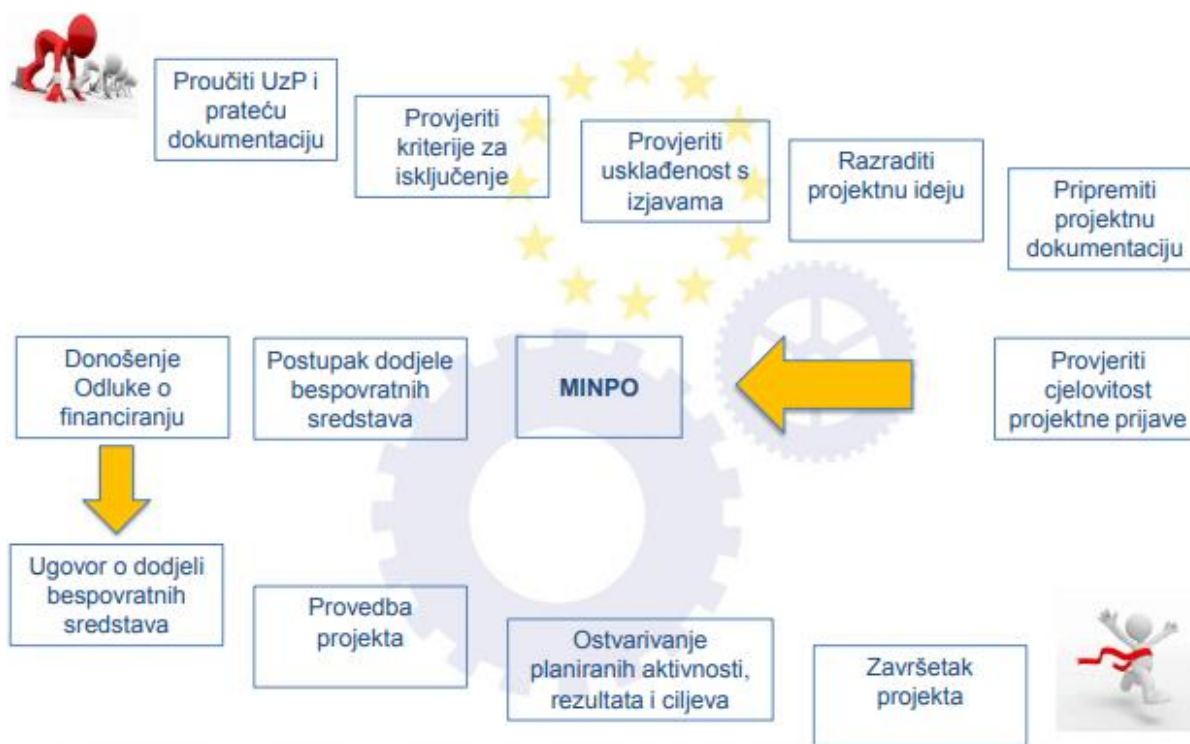 Proučiti UzP i
prateću
dokumentaciju
Provjeriti
kriterije za
isključenje
Provjeriti
usklađenost s
izjavama
Razraditi
projektnu ideju
Pripremiti
projektnu
dokumentaciju
Provjeriti
cjelovitost
projektne prijave
MINPO
Postupak dodjele
bespovratnih
sredstava
Donošenje
Odluke o
financiranju
Ugovor o dodjeli
bespovratnih
sredstava
Provedba
projekta
Ostvarivanje
planiranih aktivnosti,
rezultata i ciljeva
Završetak
projekta